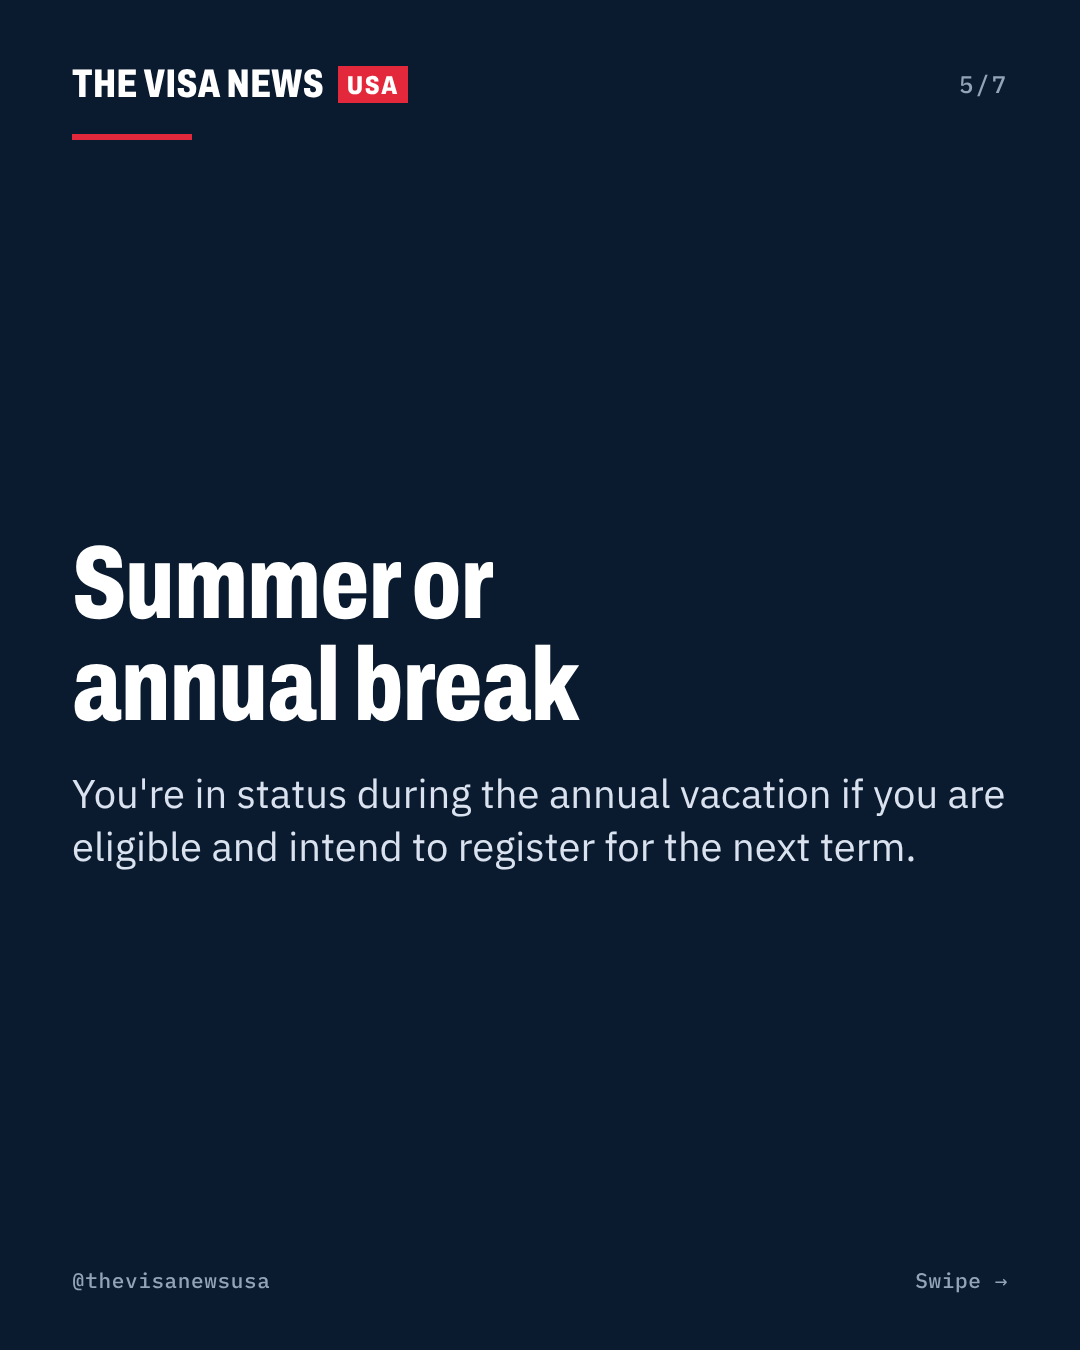 THE VISA NEWS USA
5/7
Summer or
annual break
You're in status during the annual vacation if you are
eligible and intend to register for the next term.
@thevisanewsusa
Swipe →